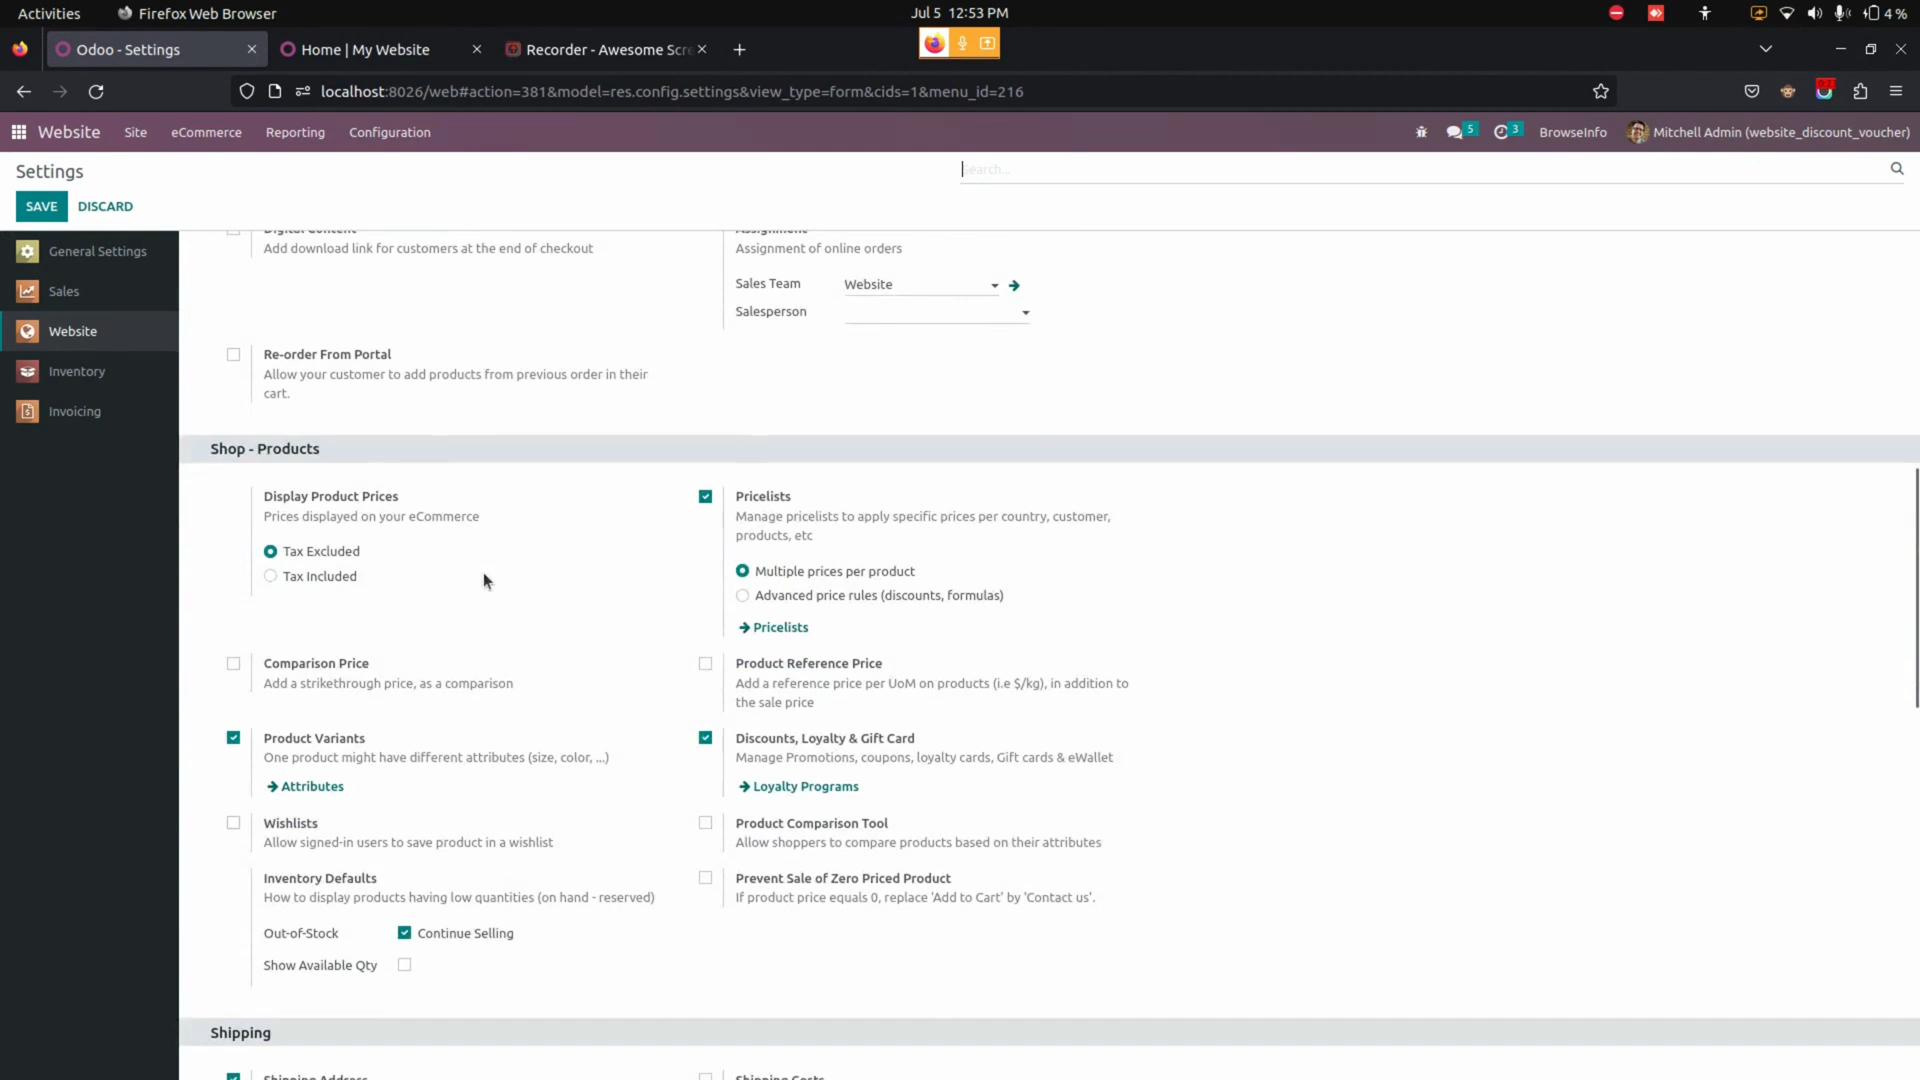 Activities
Firefox Web Browser
Jul 5 12:53 PM
4 %
Odoo - Settings
Home | My Website
Recorder - Awesome Scre
localhost:8026/web#action=381&model=res.config.settings&view_type=form&cids=1&menu_id=216
Website
Site
eCommerce
Reporting
Configuration
5
3
BrowseInfo
Mitchell Admin (website_discount_voucher)
Settings
Search...
SAVE
DISCARD
General Settings
Sales
Website
Inventory
Invoicing
Digital Content
Add download link for customers at the end of checkout
Assignment
Assignment of online orders
Sales Team
Website
Salesperson
Re-order From Portal
Allow your customer to add products from previous order in their
cart.
Shop - Products
Display Product Prices
Prices displayed on your eCommerce
Tax Excluded
Tax Included
Pricelists
Manage pricelists to apply specific prices per country, customer,
products, etc
Multiple prices per product
Advanced price rules (discounts, formulas)
Pricelists
Comparison Price
Add a strikethrough price, as a comparison
Product Reference Price
Add a reference price per UoM on products (i.e $/kg), in addition to
the sale price
Product Variants
One product might have different attributes (size, color, ...)
Attributes
Discounts, Loyalty & Gift Card
Manage Promotions, coupons, loyalty cards, Gift cards & eWallet
Loyalty Programs
Wishlists
Allow signed-in users to save product in a wishlist
Product Comparison Tool
Allow shoppers to compare products based on their attributes
Inventory Defaults
How to display products having low quantities (on hand - reserved)
Out-of-Stock
Continue Selling
Show Available Qty
Prevent Sale of Zero Priced Product
If product price equals 0, replace 'Add to Cart' by 'Contact us'.
Shipping
Shipping Address
Shipping Costs